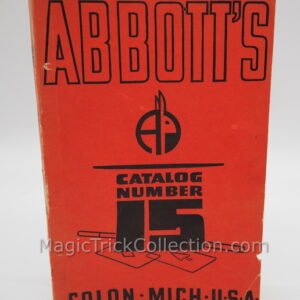 ABBOTT'S
CATALOG
NUMBER
15
MagicTrickCollection.com
COLON·MICH·U·S·A